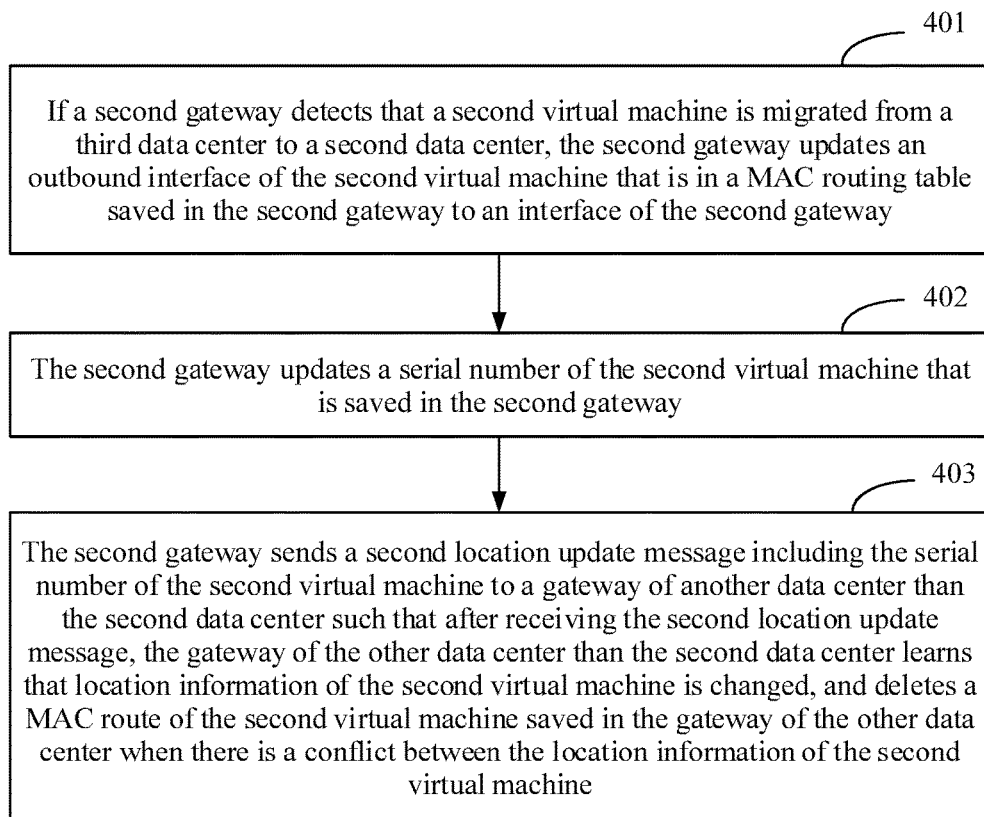 401
If a second gateway detects that a second virtual machine is migrated from a
third data center to a second data center, the second gateway updates an
outbound interface of the second virtual machine that is in a MAC routing table
saved in the second gateway to an interface of the second gateway
402
The second gateway updates a serial number of the second virtual machine that
is saved in the second gateway
403
The second gateway sends a second location update message including the serial
number of the second virtual machine to a gateway of another data center than
the second data center such that after receiving the second location update
message, the gateway of the other data center than the second data center learns
that location information of the second virtual machine is changed, and deletes a
MAC route of the second virtual machine saved in the gateway of the other data
center when there is a conflict between the location information of the second
virtual machine